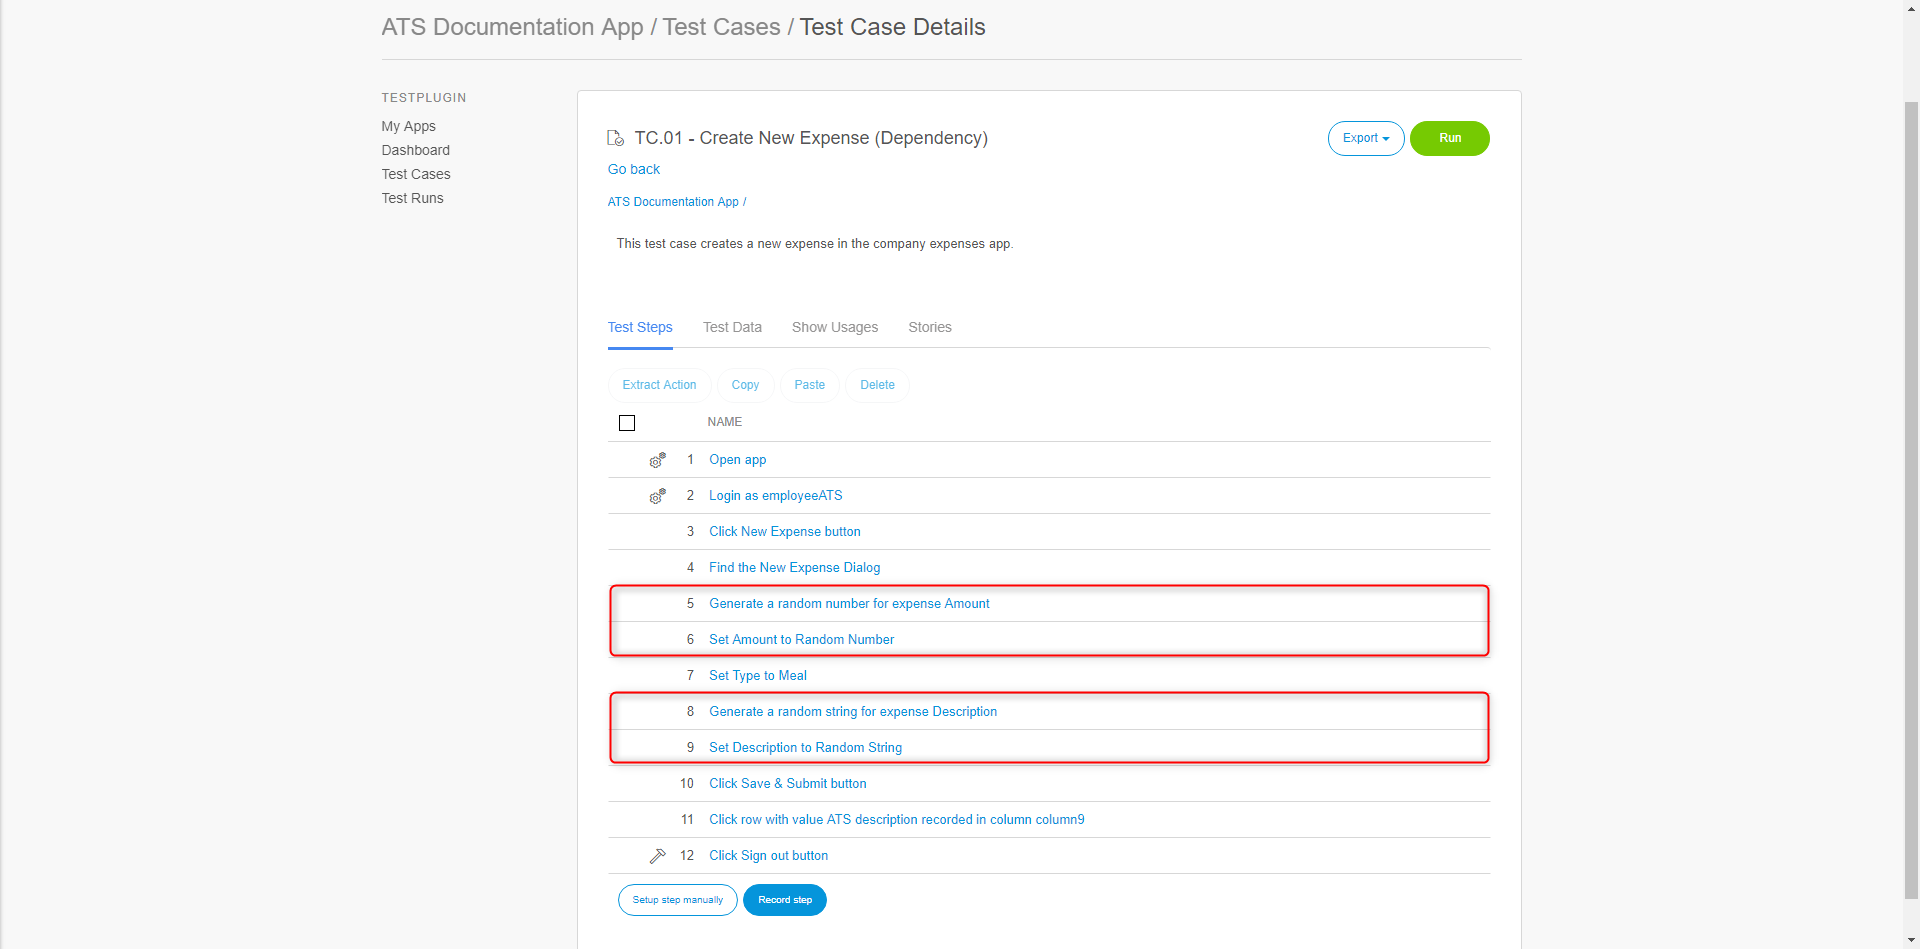 ATS Documentation App / Test Cases / Test Case Details
TESTPLUGIN
My Apps
Dashboard
Test Cases
Test Runs
TC.01 - Create New Expense (Dependency)
Export
Run
Go back
ATS Documentation App /
This test case creates a new expense in the company expenses app.
Test Steps
Test Data
Show Usages
Stories
Extract Action
Copy
Paste
Delete
NAME
1 Open app
2 Login as employeeATS
3 Click New Expense button
4 Find the New Expense Dialog
5 Generate a random number for expense Amount
6 Set Amount to Random Number
7 Set Type to Meal
8 Generate a random string for expense Description
9 Set Description to Random String
10 Click Save & Submit button
11 Click row with value ATS description recorded in column column9
12 Click Sign out button
Setup step manually
Record step